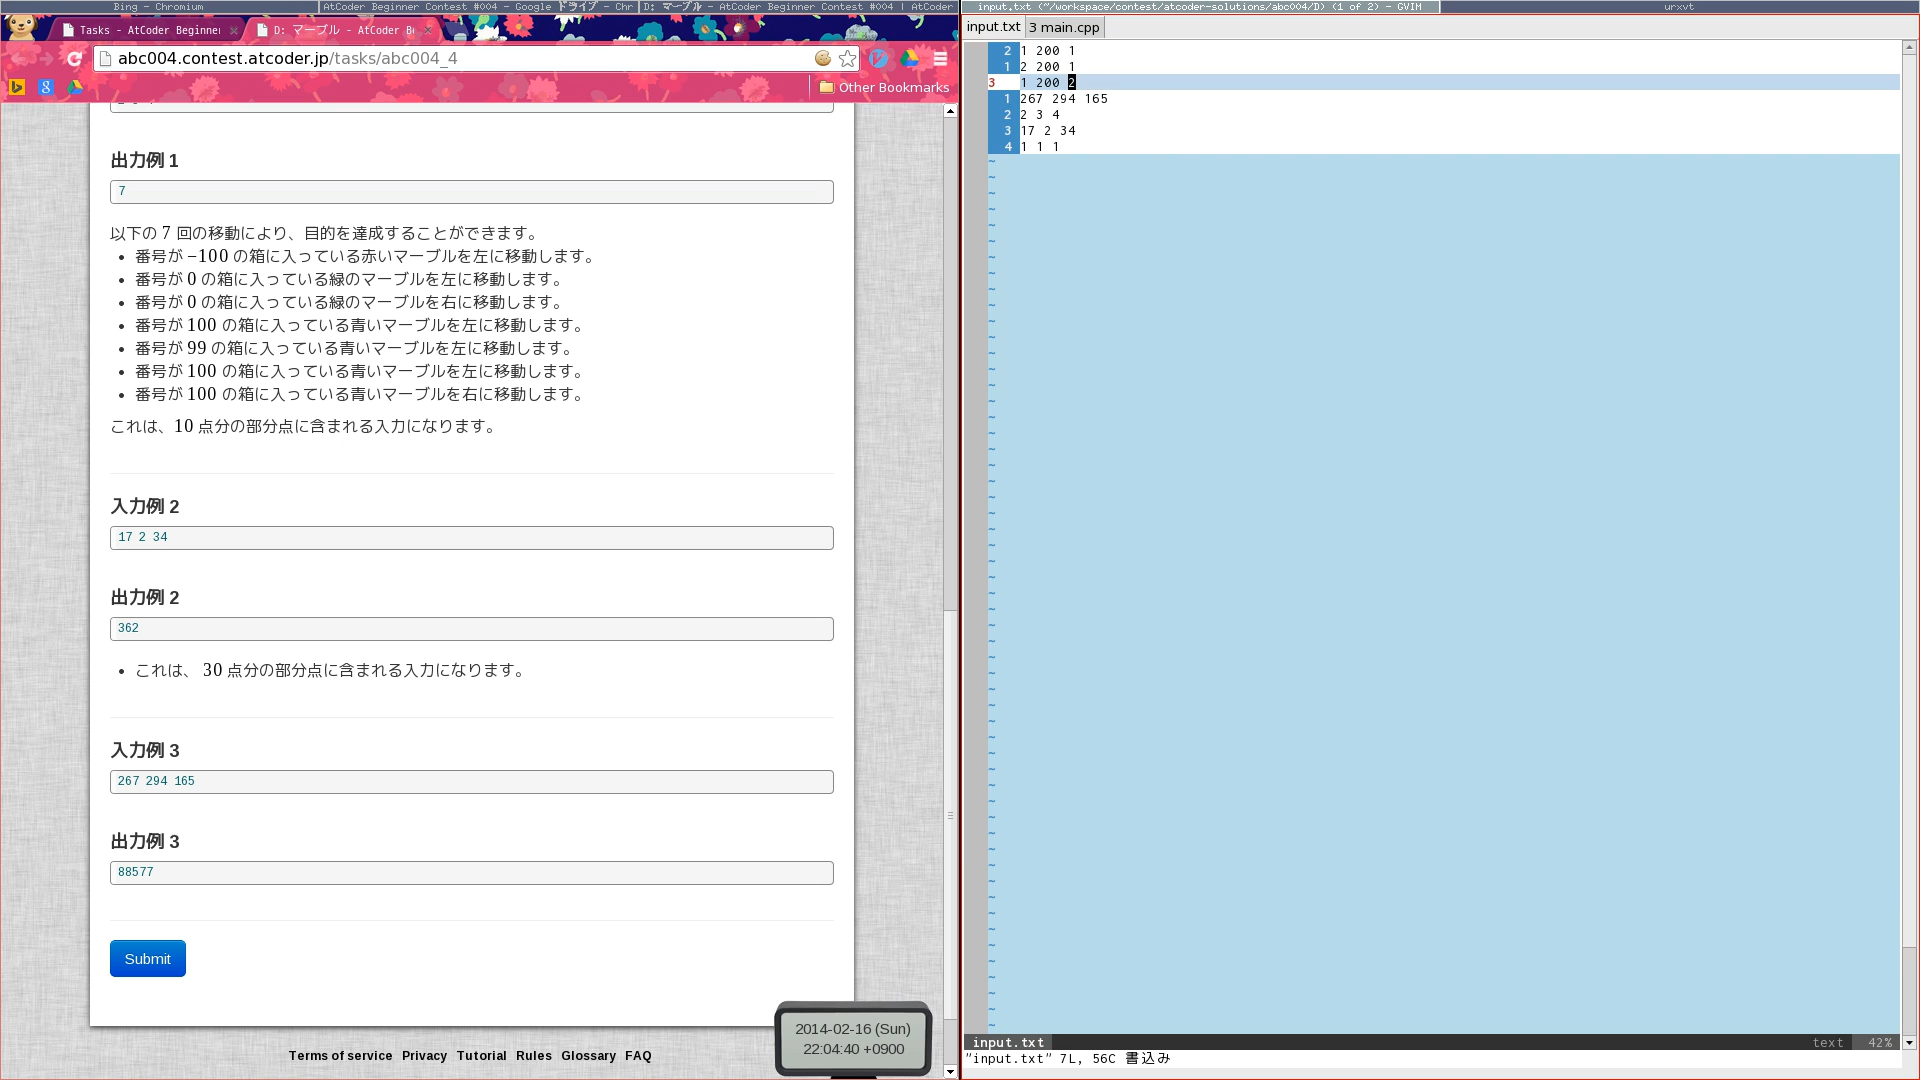 Bing - Chromium
AtCoder Beginner Contest #004 - Google ドライブ - Chr
D: マーブル - AtCoder Beginner Contest #004 | AtCoder
input.txt (~/workspace/contest/atcoder-solutions/abc004/D) (1 of 2) - GVIM
urxvt
Tasks - AtCoder Beginner
D: マーブル - AtCoder Be
abc004.contest.atcoder.jp/tasks/abc004_4
Other Bookmarks
出力例 1
7
以下の 7 回の移動により、目的を達成することができます。
• 番号が −100 の箱に入っている赤いマーブルを左に移動します。
• 番号が 0 の箱に入っている緑のマーブルを左に移動します。
• 番号が 0 の箱に入っている緑のマーブルを右に移動します。
• 番号が 100 の箱に入っている青いマーブルを左に移動します。
• 番号が 99 の箱に入っている青いマーブルを左に移動します。
• 番号が 100 の箱に入っている青いマーブルを左に移動します。
• 番号が 100 の箱に入っている青いマーブルを右に移動します。
これは、10 点分の部分点に含まれる入力になります。
入力例 2
17 2 34
出力例 2
362
• これは、 30 点分の部分点に含まれる入力になります。
入力例 3
267 294 165
出力例 3
88577
Submit
Terms of service Privacy Tutorial Rules Glossary FAQ
2014-02-16 (Sun)
22:04:40 +0900
input.txt 3 main.cpp
2 1 200 1
1 2 200 1
3 1 200 2
1 267 294 165
2 2 3 4
3 17 2 34
4 1 1 1
input.txt text 42%
"input.txt" 7L, 56C 書込み